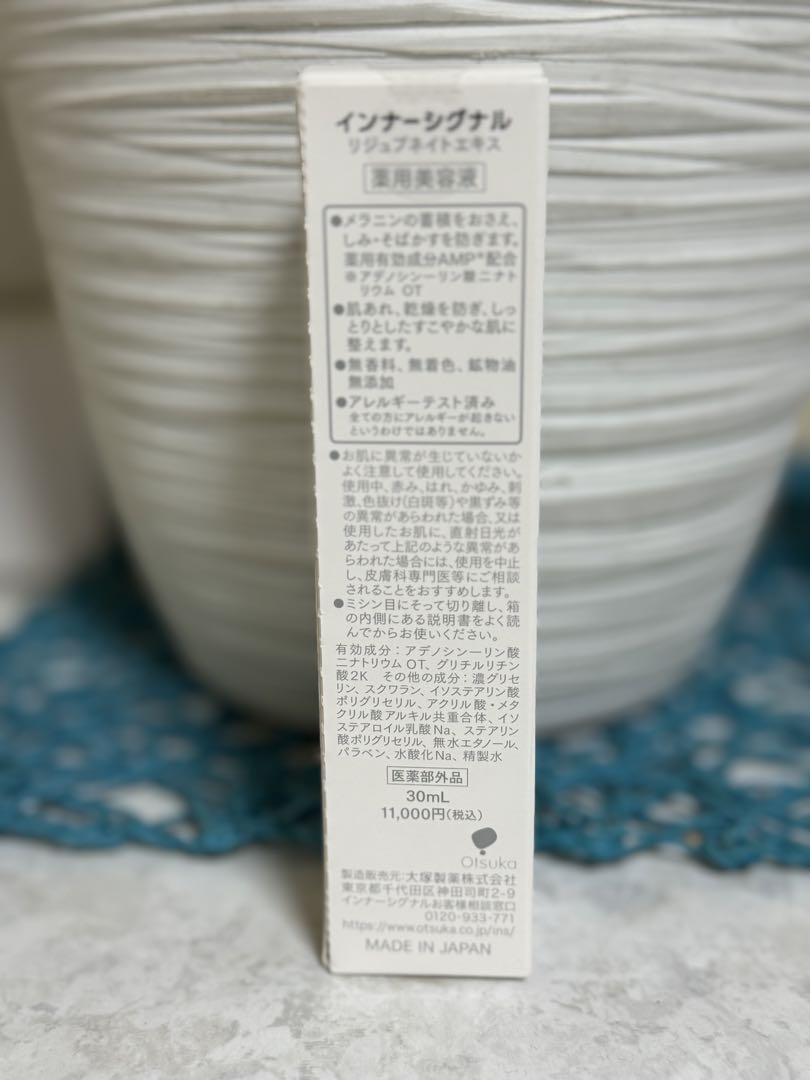 インナーシグナル
リジュブネイトエキス
薬用美容液
●メラニンの蓄積をおさえ、
しみ・そばかすを防ぎます。
薬用有効成分AMP※配合
※アデノシン一リン酸二ナト
リウム OT
●肌あれ、乾燥を防ぎ、しっ
とりとしたすこやかな肌に
整えます。
●無香料、無着色、鉱物油
無添加
●アレルギーテスト済み
全ての方にアレルギーが起きない
というわけではありません。
●お肌に異常が生じていないか
よく注意して使用してください。
使用中、赤み、はれ、かゆみ、刺
激、色抜け(白斑等)や黒ずみ等
の異常があらわれた場合、又は
使用したお肌に、直射日光が
あたって上記のような異常があ
らわれた場合には、使用を中止
し、皮膚科専門医等にご相談
されることをおすすめします。
●ミシン目にそって切り離し、箱
の内側にある説明書をよく読
んでからお使いください。
有効成分：アデノシン一リン酸
二ナトリウム OT、グリチルリチン
酸2K その他の成分：濃グリセ
リン、スクワラン、イソステアリン酸
ポリグリセリル、アクリル酸・メタ
クリル酸アルキル共重合体、イソ
ステアロイル乳酸Na、ステアリン
酸ポリグリセリル、無水エタノール、
パラベン、水酸化Na、精製水
医薬部外品
30mL
11,000円(税込)
Otsuka
製造販売元：大塚製薬株式会社
東京都千代田区神田司町2-9
インナーシグナルお客様相談窓口
0120-933-771
https://www.otsuka.co.jp/ins/
MADE IN JAPAN